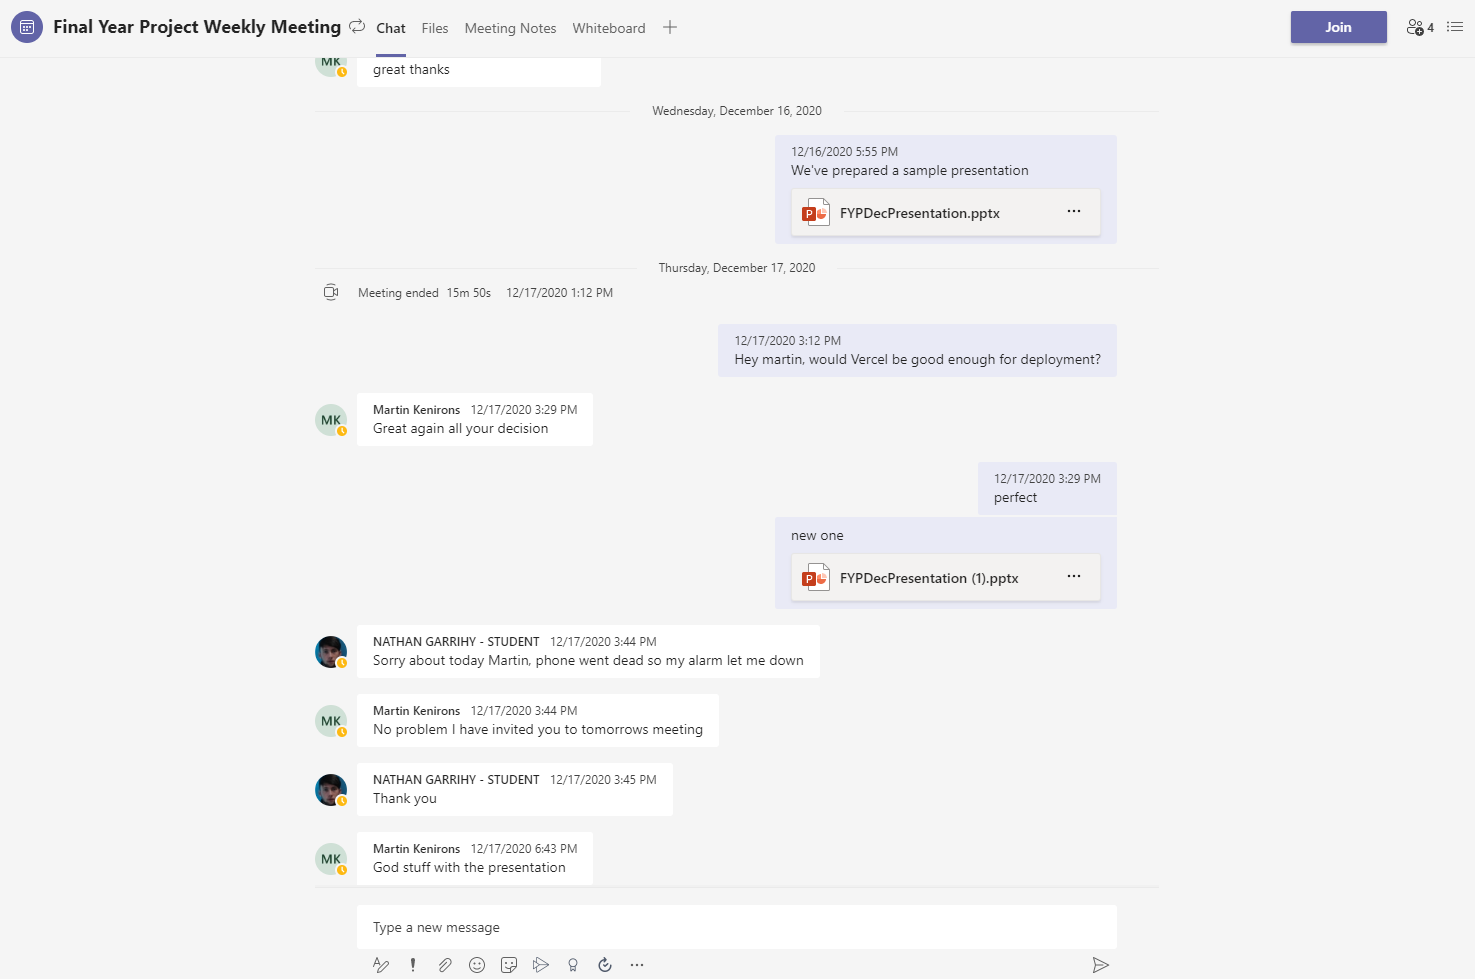 Final Year Project Weekly Meeting
Chat
Files
Meeting Notes
Whiteboard
Join
4
MK
great thanks
Wednesday, December 16, 2020
12/16/2020 5:55 PM
We've prepared a sample presentation
P
FYPDecPresentation.pptx
Thursday, December 17, 2020
Meeting ended 15m 50s 12/17/2020 1:12 PM
12/17/2020 3:12 PM
Hey martin, would Vercel be good enough for deployment?
MK
Martin Kenirons 12/17/2020 3:29 PM
Great again all your decision
12/17/2020 3:29 PM
perfect
new one
P
FYPDecPresentation (1).pptx
NATHAN GARRIHY - STUDENT 12/17/2020 3:44 PM
Sorry about today Martin, phone went dead so my alarm let me down
MK
Martin Kenirons 12/17/2020 3:44 PM
No problem I have invited you to tomorrows meeting
NATHAN GARRIHY - STUDENT 12/17/2020 3:45 PM
Thank you
MK
Martin Kenirons 12/17/2020 6:43 PM
God stuff with the presentation
Type a new message